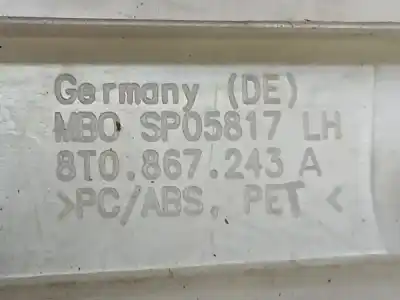 Germany (DE)
MBO SP05817 LH
8T0.867.243 A
>PC/ABS, PET <